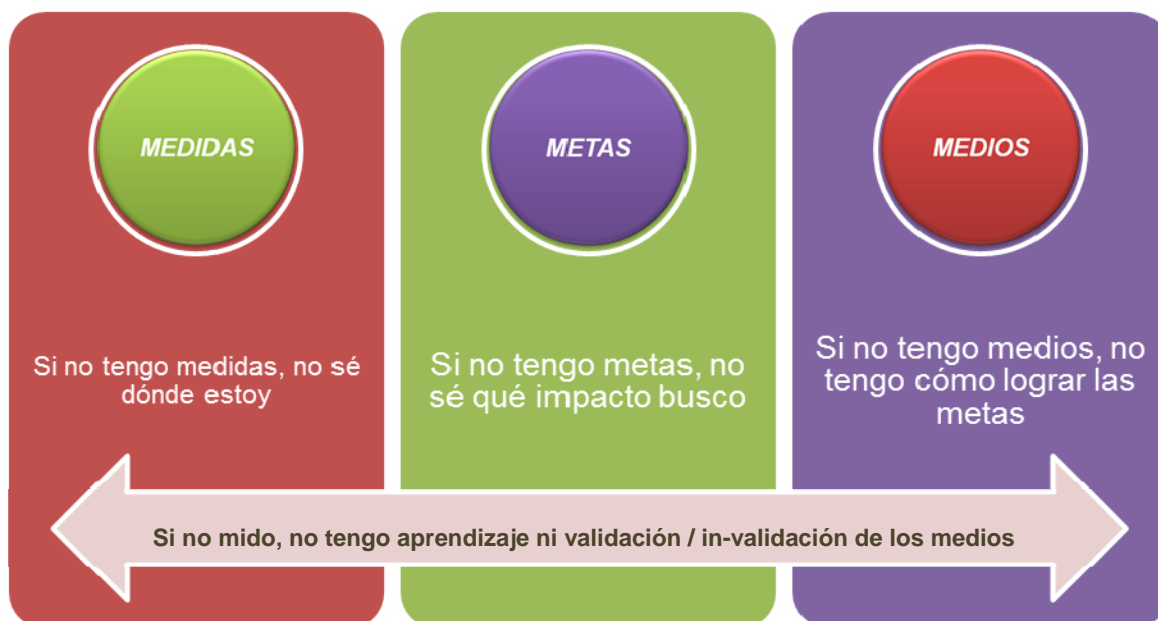 MEDIDAS
Si no tengo medidas, no sé
dónde estoy
METAS
Si no tengo metas, no
sé qué impacto busco
MEDIOS
Si no tengo medios, no
tengo cómo lograr las
metas
Si no mido, no tengo aprendizaje ni validación / in-validación de los medios